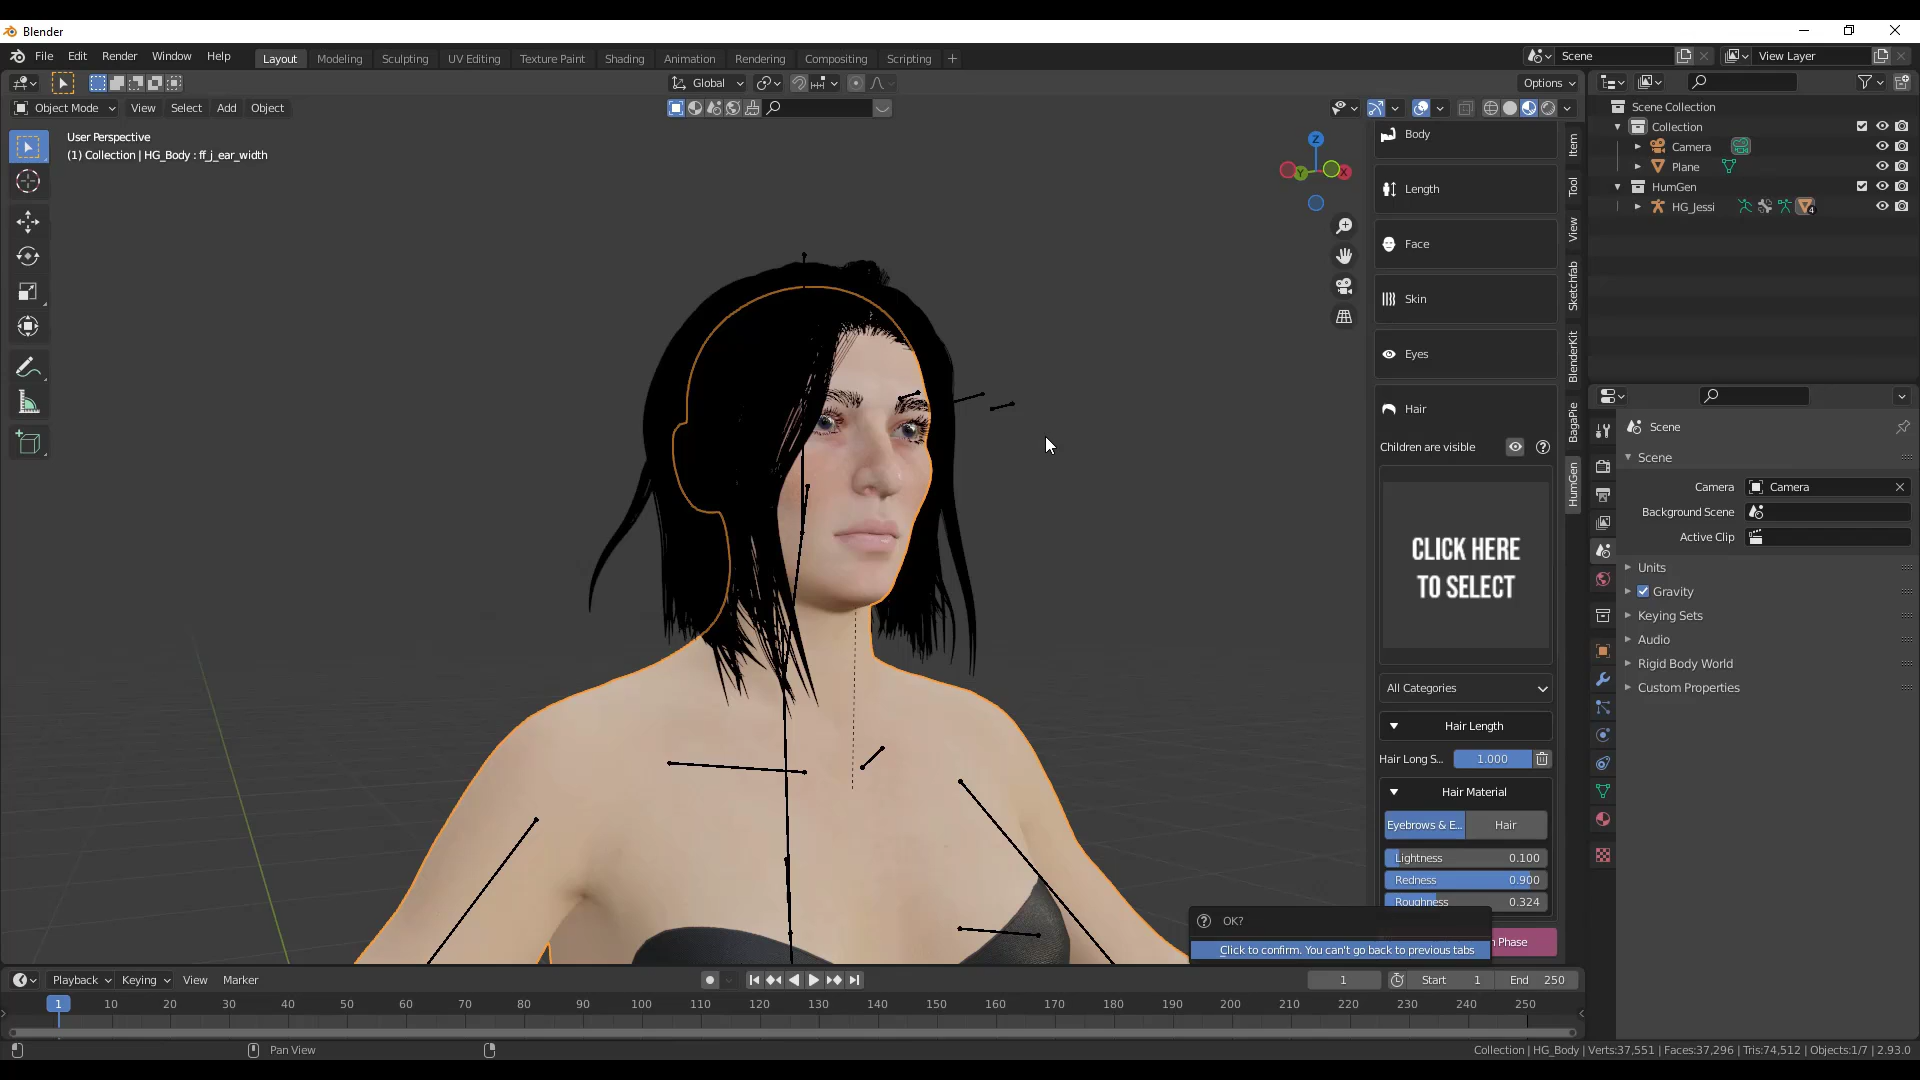 Blender
File Edit Render Window Help Layout Modeling Sculpting UV Editing Texture Paint Shading Animation Rendering Compositing Scripting + Scene View Layer
Global Options
Object Mode View Select Add Object
User Perspective
(1) Collection | HG_Body : ff_j_ear_width
Z
Y
X
Body
Length
Face
Skin
Eyes
Hair
Children are visible
CLICK HERE
TO SELECT
All Categories
Hair Length
Hair Long S... 1.000
Hair Material
Eyebrows & E... Hair
Lightness 0.100
Redness 0.900
Roughness 0.324
OK?
Click to confirm. You can't go back to previous tabs
Phase
Item
Tool
View
Sketchfab
BlenderKit
BagaPie
HumGen
Scene Collection
Collection
Camera
Plane
HumGen
HG_Jessi 4
Scene
Scene
Camera Camera
Background Scene
Active Clip
Units
Gravity
Keying Sets
Audio
Rigid Body World
Custom Properties
Playback Keying View Marker 1 Start 1 End 250
1 10 20 30 40 50 60 70 80 90 100 110 120 130 140 150 160 170 180 190 200 210 220 230 240 250
Pan View
Collection | HG_Body | Verts:37,551 | Faces:37,296 | Tris:74,512 | Objects:1/7 | 2.93.0